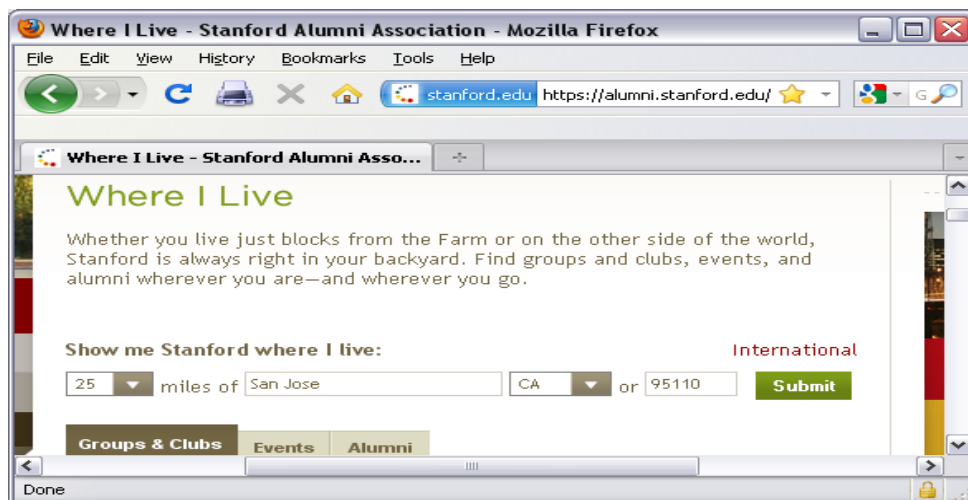 Where I Live - Stanford Alumni Association - Mozilla Firefox
File Edit View History Bookmarks Tools Help
stanford.edu https://alumni.stanford.edu/ G
Where I Live - Stanford Alumni Asso...
Where I Live
Whether you live just blocks from the Farm or on the other side of the world,
Stanford is always right in your backyard. Find groups and clubs, events, and
alumni wherever you are—and wherever you go.
Show me Stanford where I live: International
25 miles of San Jose CA or 95110 Submit
Groups & Clubs Events Alumni
Done